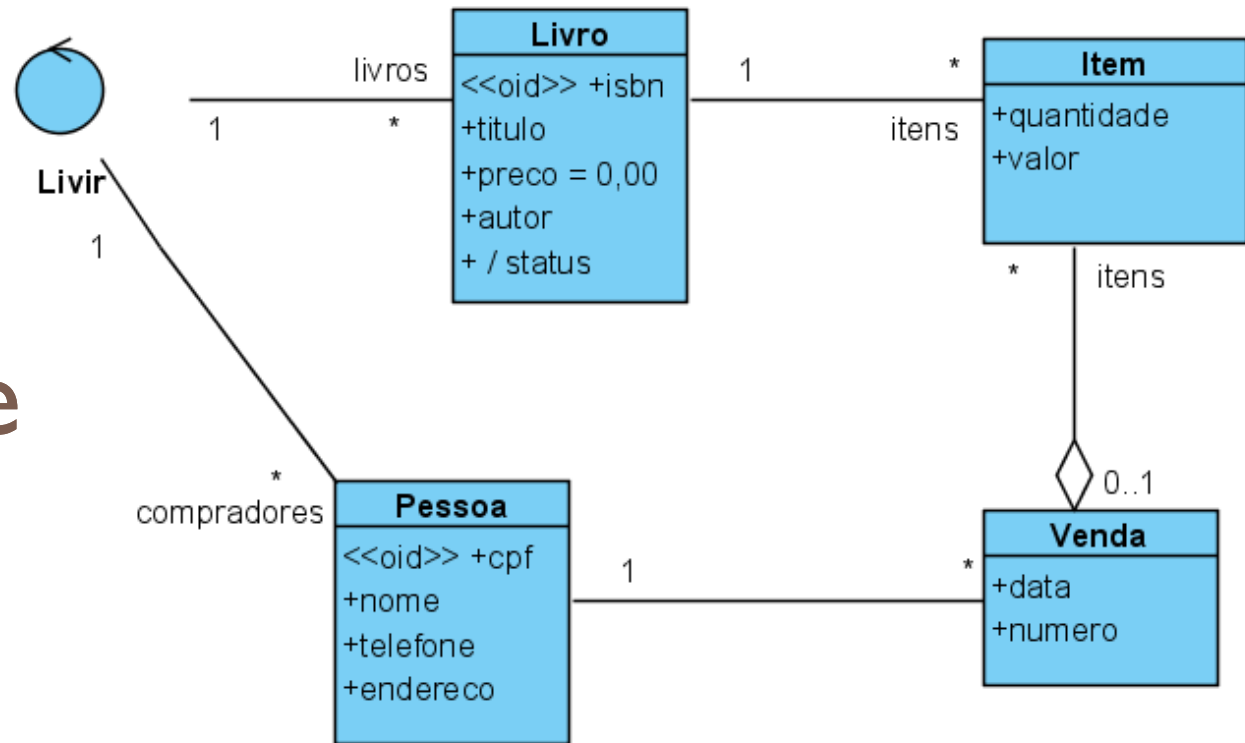 Livir
1
livros
*
Livro
<<oid>> +isbn
+titulo
+preco = 0,00
+autor
+ / status
1
*
itens
Item
+quantidade
+valor
*
itens
0..1
Venda
+data
+numero
1
*
compradores
Pessoa
<<oid>> +cpf
+nome
+telefone
+endereco
1
*
e